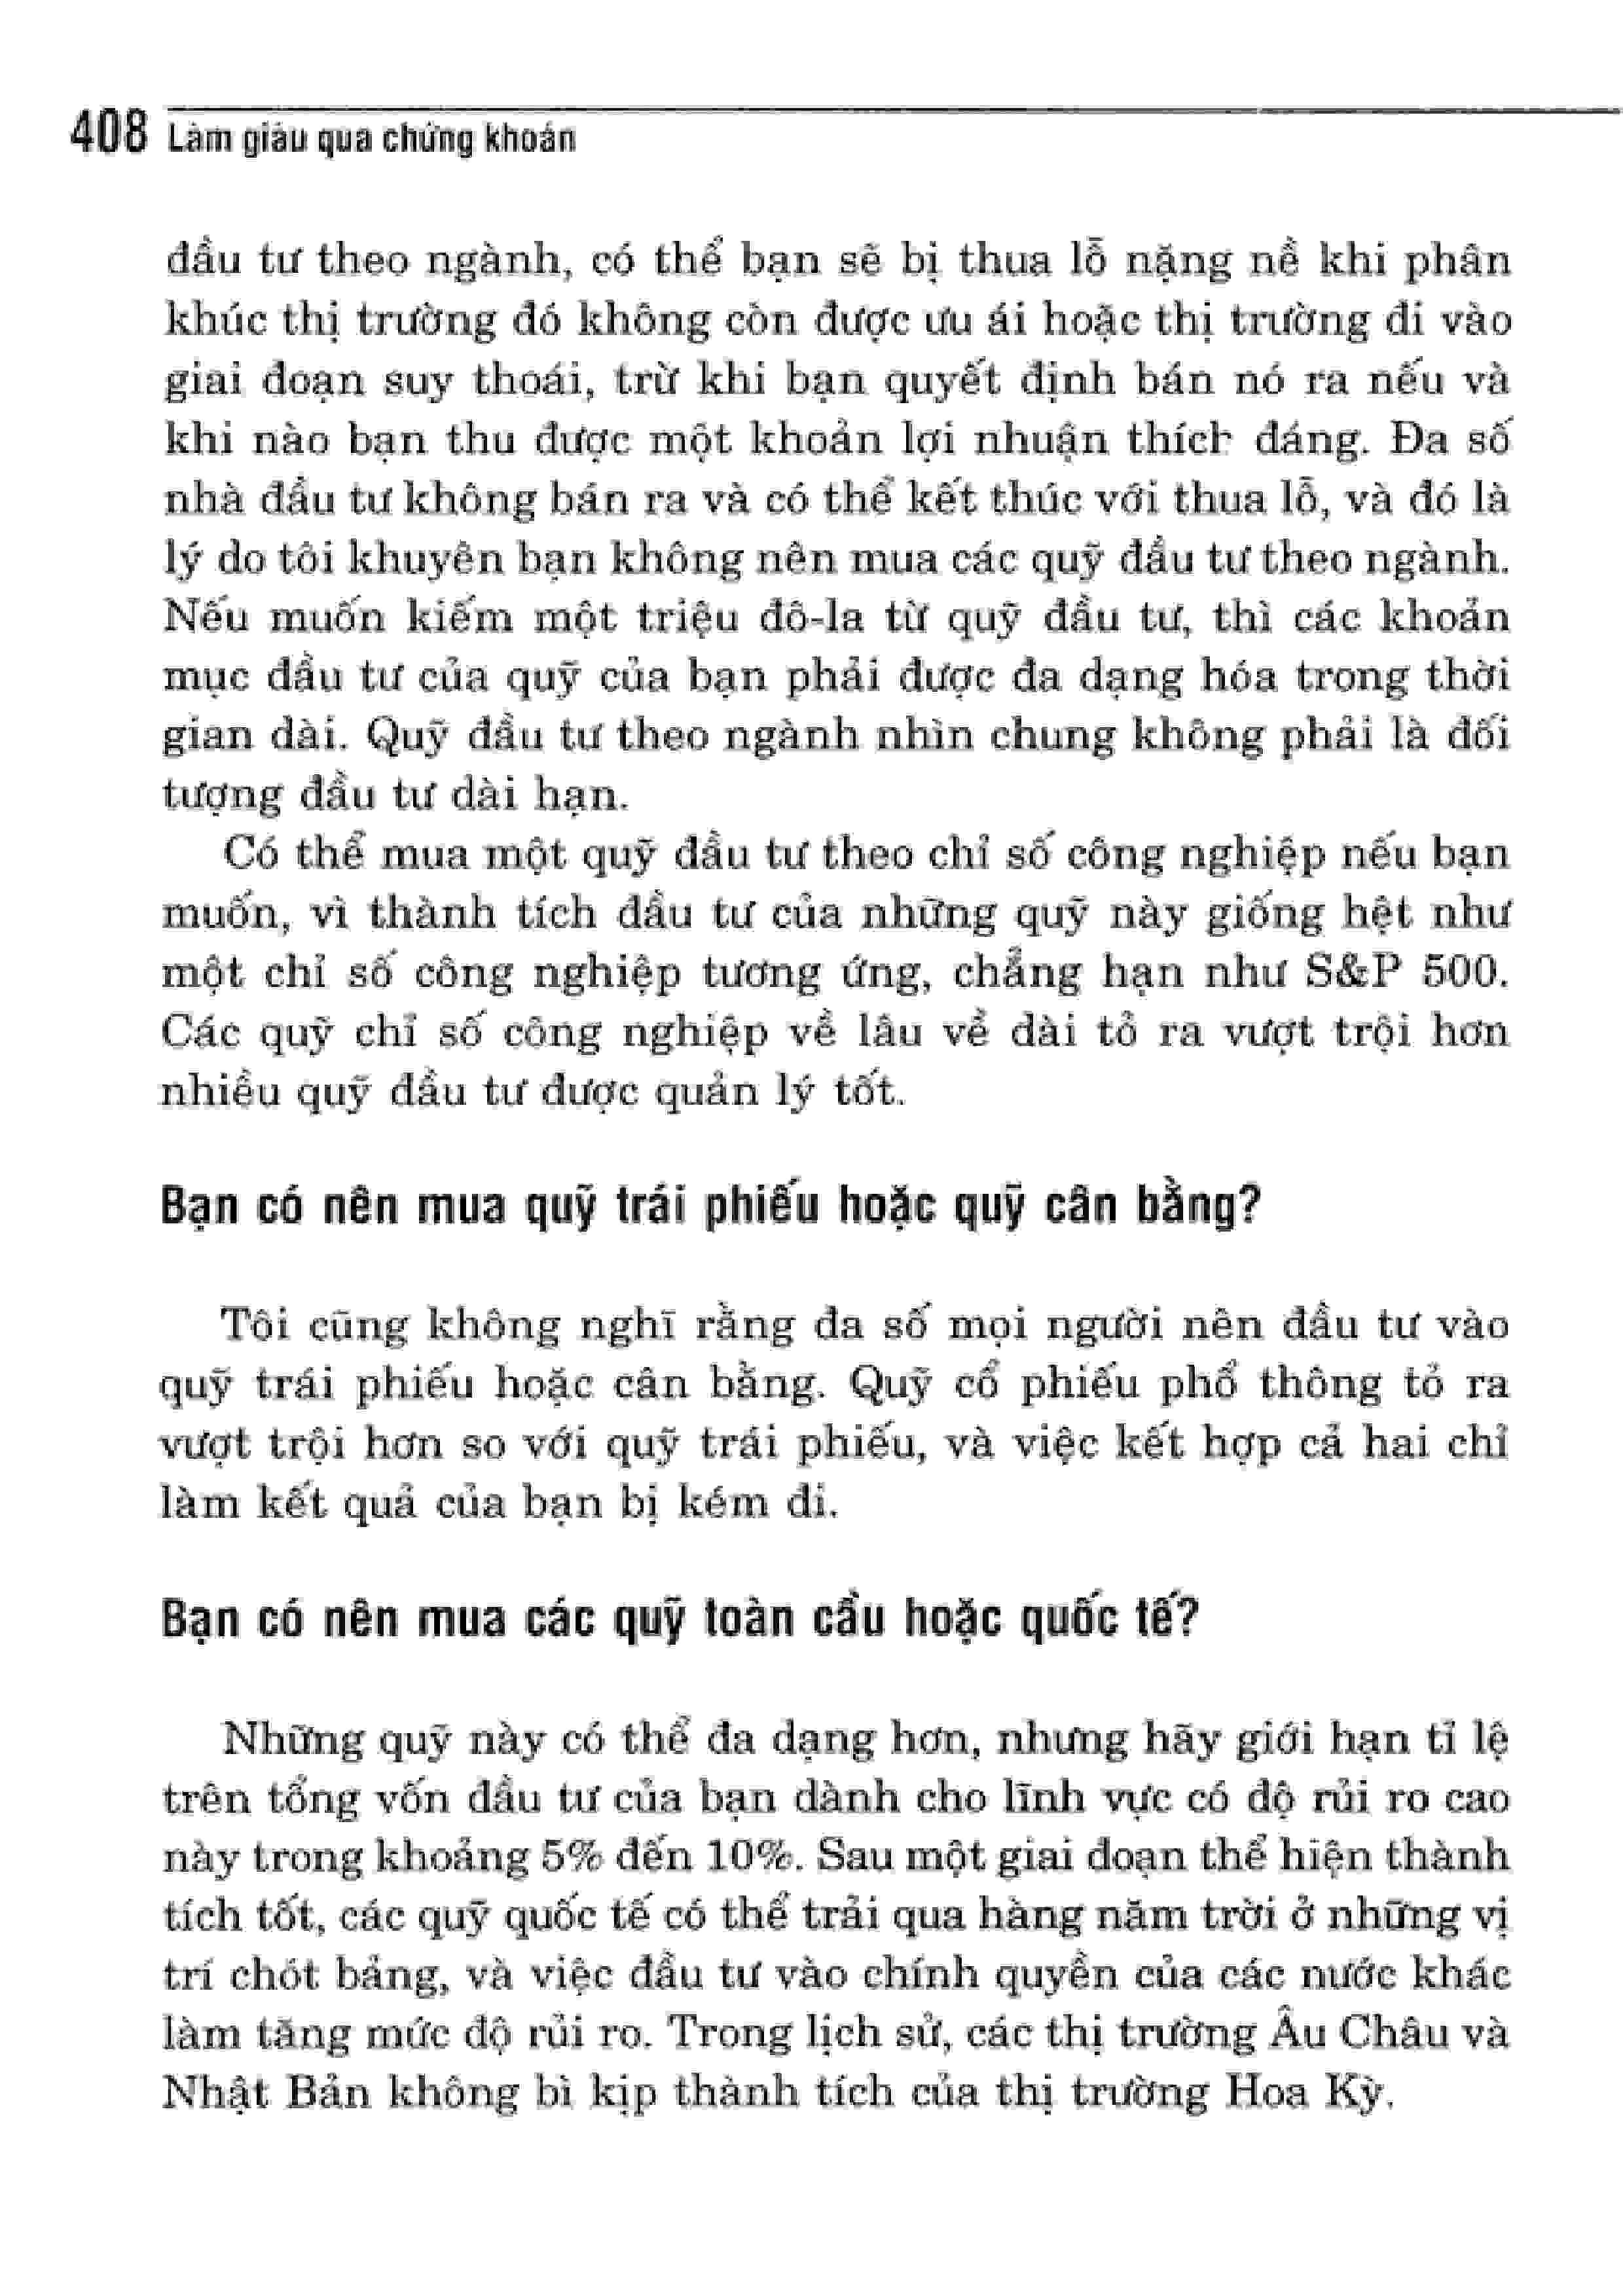 408 Làm giàu qua chứng khoán
đầu tư theo ngành, có thể bạn sẽ bị thua lỗ nặng nề khi phân
khúc thị trường đó không còn được ưu ái hoặc thị trường đi vào
giai đoạn suy thoái, trừ khi bạn quyết định bán nó ra nếu và
khi nào bạn thu được một khoản lợi nhuận thích đáng. Đa số
nhà đầu tư không bán ra và có thể kết thúc với thua lỗ, và đó là
lý do tôi khuyên bạn không nên mua các quỹ đầu tư theo ngành.
Nếu muốn kiếm một triệu đô-la từ quỹ đầu tư, thì các khoản
mục đầu tư của quỹ của bạn phải được đa dạng hóa trong thời
gian dài. Quỹ đầu tư theo ngành nhìn chung không phải là đối
tượng đầu tư dài hạn.
Có thể mua một quỹ đầu tư theo chỉ số công nghiệp nếu bạn
muốn, vì thành tích đầu tư của những quỹ này giống hệt như
một chỉ số công nghiệp tương ứng, chẳng hạn như S&P 500.
Các quỹ chỉ số công nghiệp về lâu về dài tỏ ra vượt trội hơn
nhiều quỹ đầu tư được quản lý tốt.
Bạn có nên mua quỹ trái phiếu hoặc quỹ cân bằng?
Tôi cũng không nghĩ rằng đa số mọi người nên đầu tư vào
quỹ trái phiếu hoặc cân bằng. Quỹ cổ phiếu phổ thông tỏ ra
vượt trội hơn so với quỹ trái phiếu, và việc kết hợp cả hai chỉ
làm kết quả của bạn bị kém đi.
Bạn có nên mua các quỹ toàn cầu hoặc quốc tế?
Những quỹ này có thể đa dạng hơn, nhưng hãy giới hạn tỉ lệ
trên tổng vốn đầu tư của bạn dành cho lĩnh vực có độ rủi ro cao
này trong khoảng 5% đến 10%. Sau một giai đoạn thể hiện thành
tích tốt, các quỹ quốc tế có thể trải qua hàng năm trời ở những vị
trí chót bảng, và việc đầu tư vào chính quyền của các nước khác
làm tăng mức độ rủi ro. Trong lịch sử, các thị trường Âu Châu và
Nhật Bản không bì kịp thành tích của thị trường Hoa Kỳ.